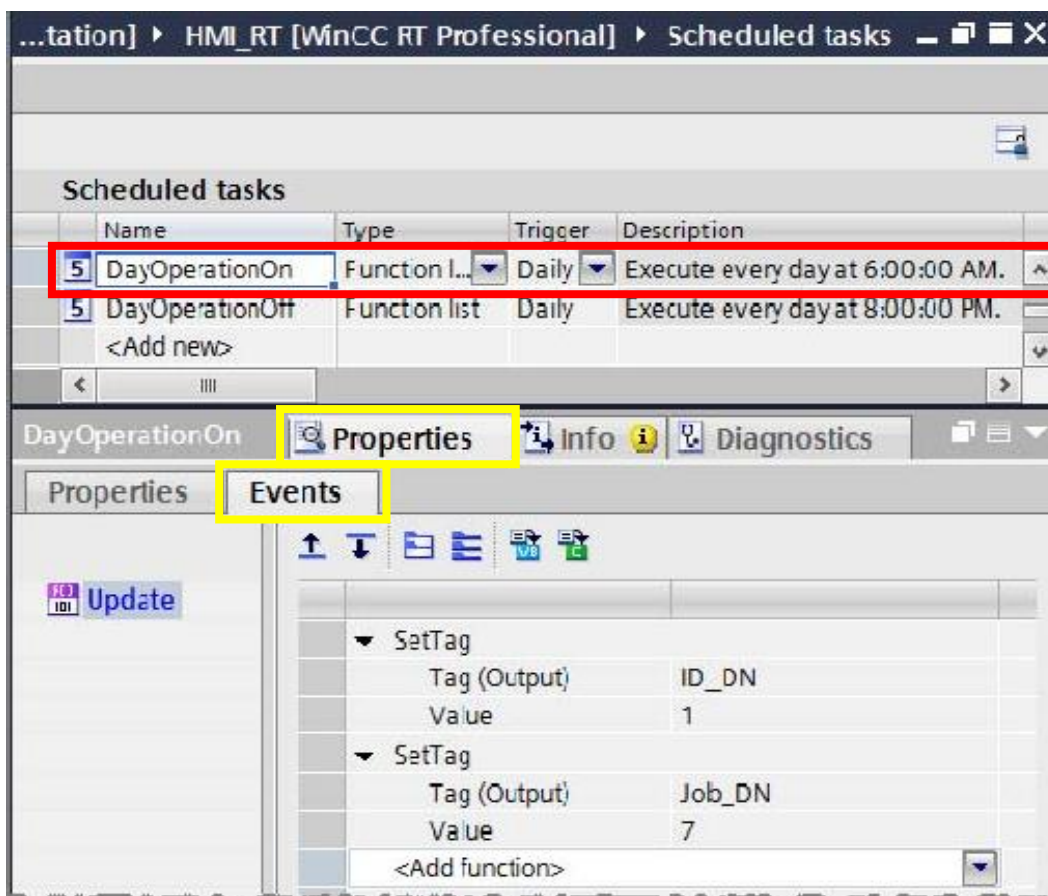 ...tation] ▸ HMI_RT [WinCC RT Professional] ▸ Scheduled tasks
Scheduled tasks
Name Type Trigger Description
5 DayOperationOn Function l... Daily Execute every day at 6:00:00 AM.
5 DayOperationOff Function list Daily Execute every day at 8:00:00 PM.
<Add new>
DayOperationOn Properties Info Diagnostics
Properties Events
VB C
Update
SetTag
Tag (Output) ID_DN
Value 1
SetTag
Tag (Output) Job_DN
Value 7
<Add function>